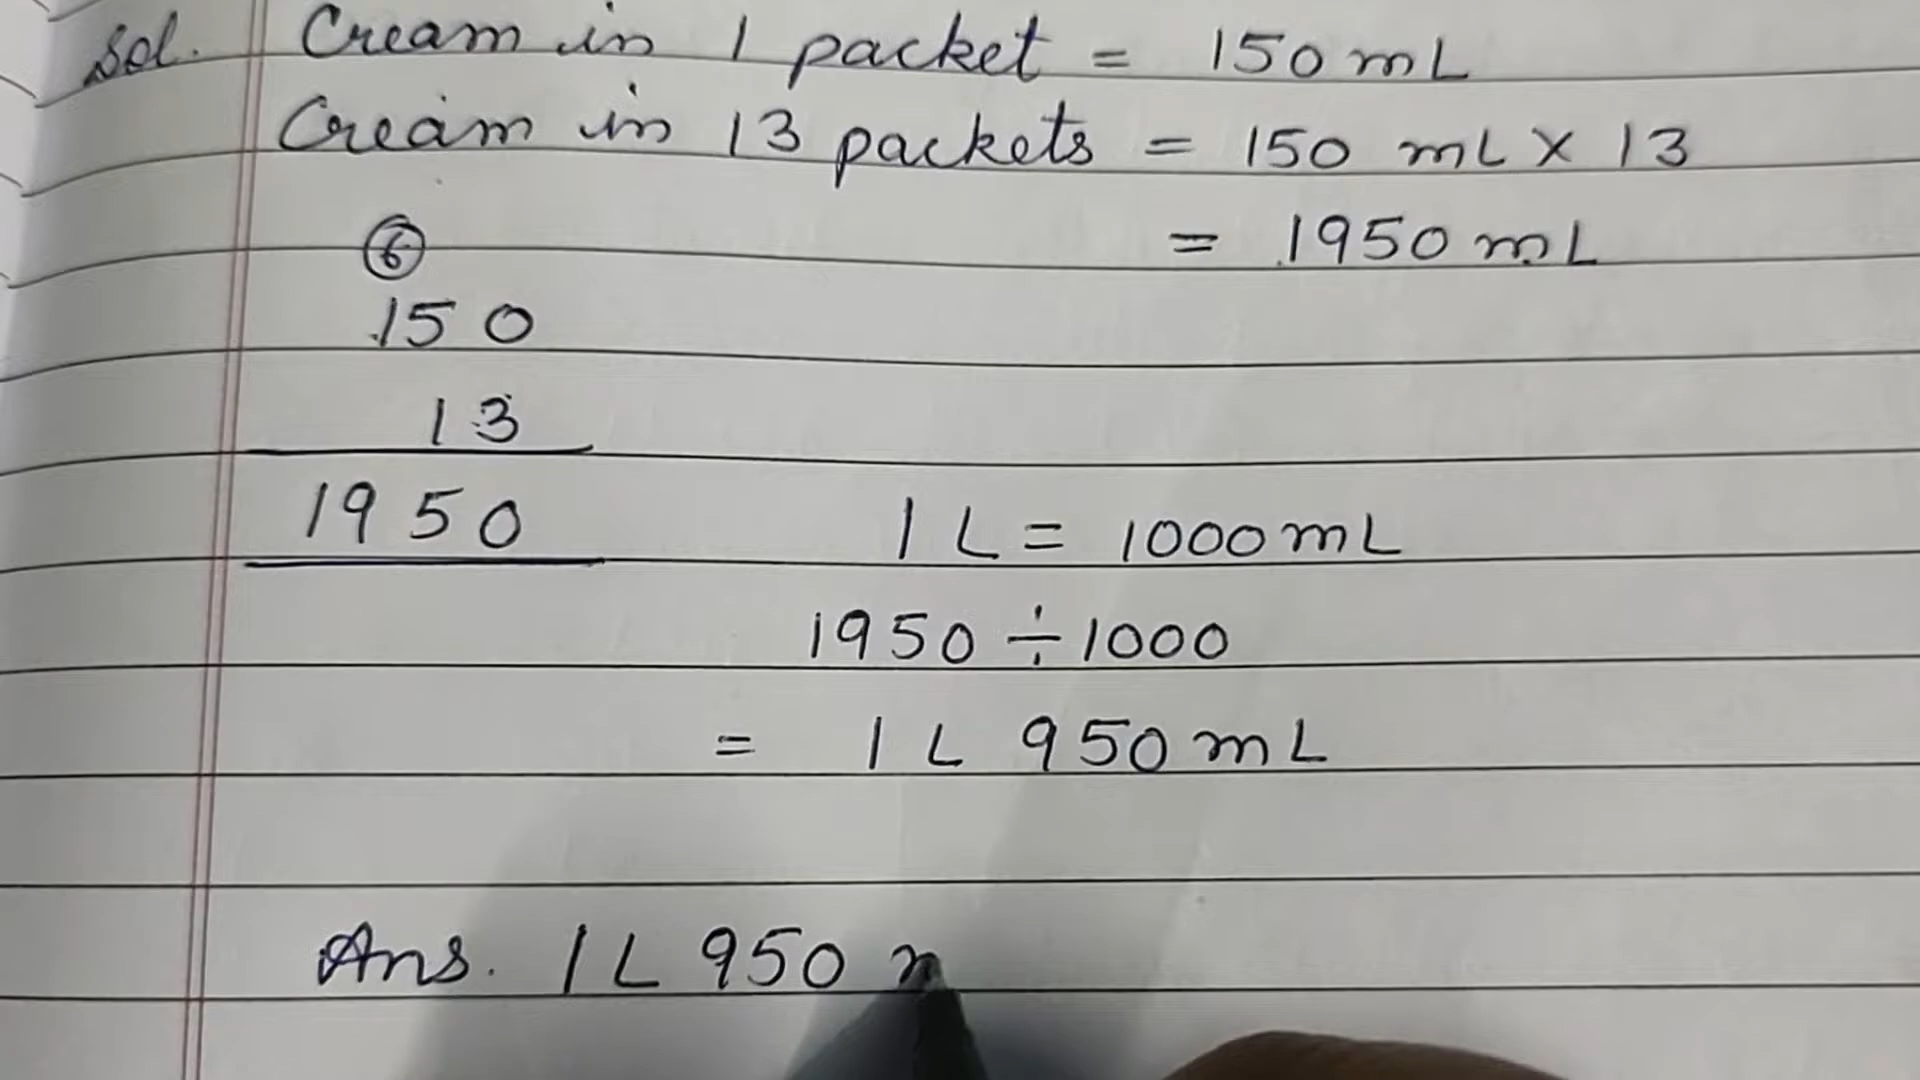 Sol. Cream in 1 packet = 150 mL
Cream in 13 packets = 150 mL x 13
= 1950 mL
6
150
13
1950
1 L = 1000 mL
1950 ÷ 1000
= 1 L 950 mL
Ans. 1 L 950